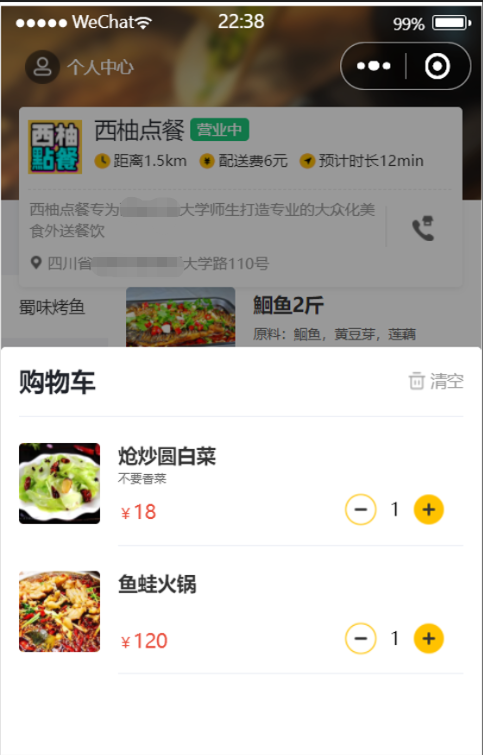 WeChat
22:38
99%
个人中心
西柚
點餐
西柚点餐 营业中
距离1.5km 配送费6元 预计时长12min
西柚点餐专为 大学师生打造专业的大众化美
食外送餐饮
四川省 大学路110号
蜀味烤鱼
鮰鱼2斤
原料：鮰鱼，黄豆芽，莲藕
购物车
清空
炝炒圆白菜
不要香菜
￥18
1
鱼蛙火锅
￥120
1